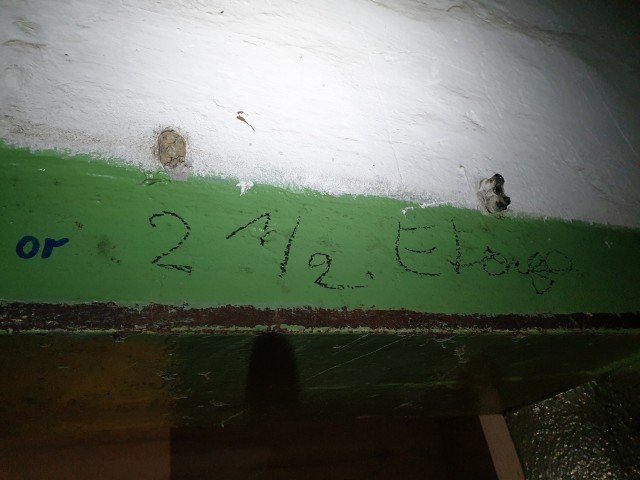 or 2 1/2. Etage